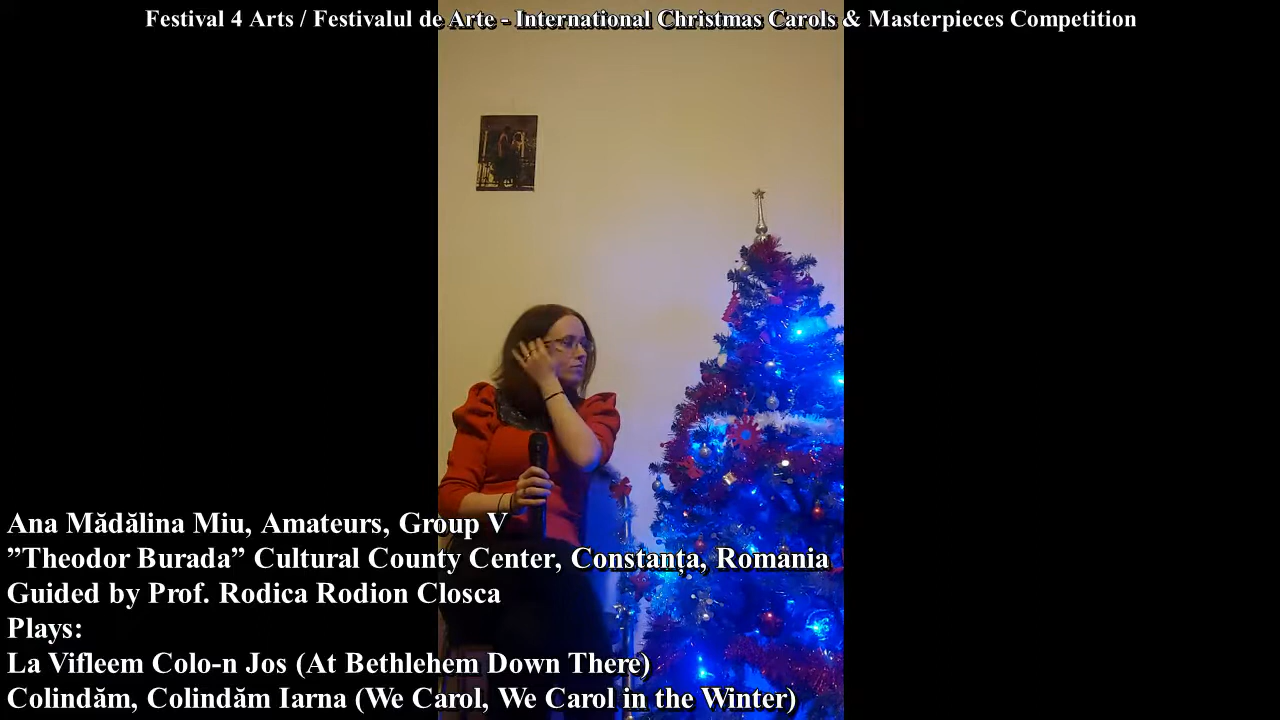 Festival 4 Arts / Festivalul de Arte - International Christmas Carols & Masterpieces Competition
Ana Mădălina Miu, Amateurs, Group V
”Theodor Burada” Cultural County Center, Constanța, Romania
Guided by Prof. Rodica Rodion Closca
Plays:
La Vifleem Colo-n Jos (At Bethlehem Down There)
Colindăm, Colindăm Iarna (We Carol, We Carol in the Winter)